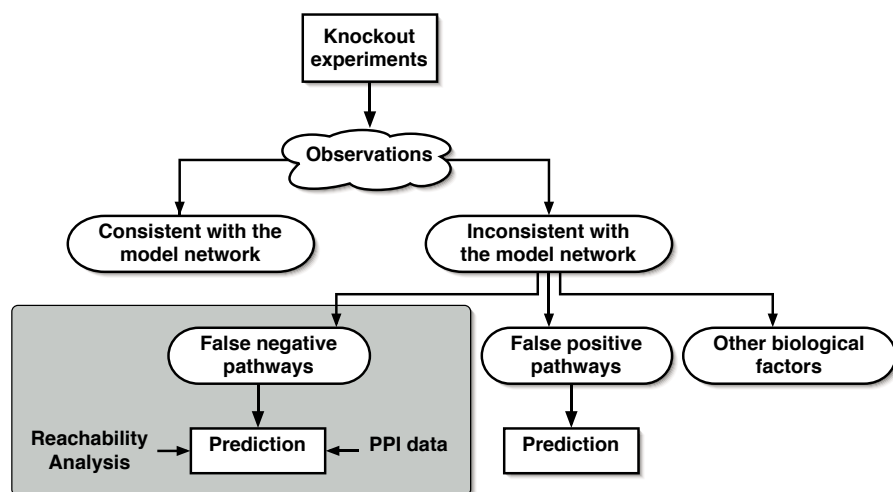 Knockout
experiments
Observations
Consistent with the
model network
Inconsistent with
the model network
False negative
pathways
False positive
pathways
Other biological
factors
Reachability
Analysis
Prediction
PPI data
Prediction